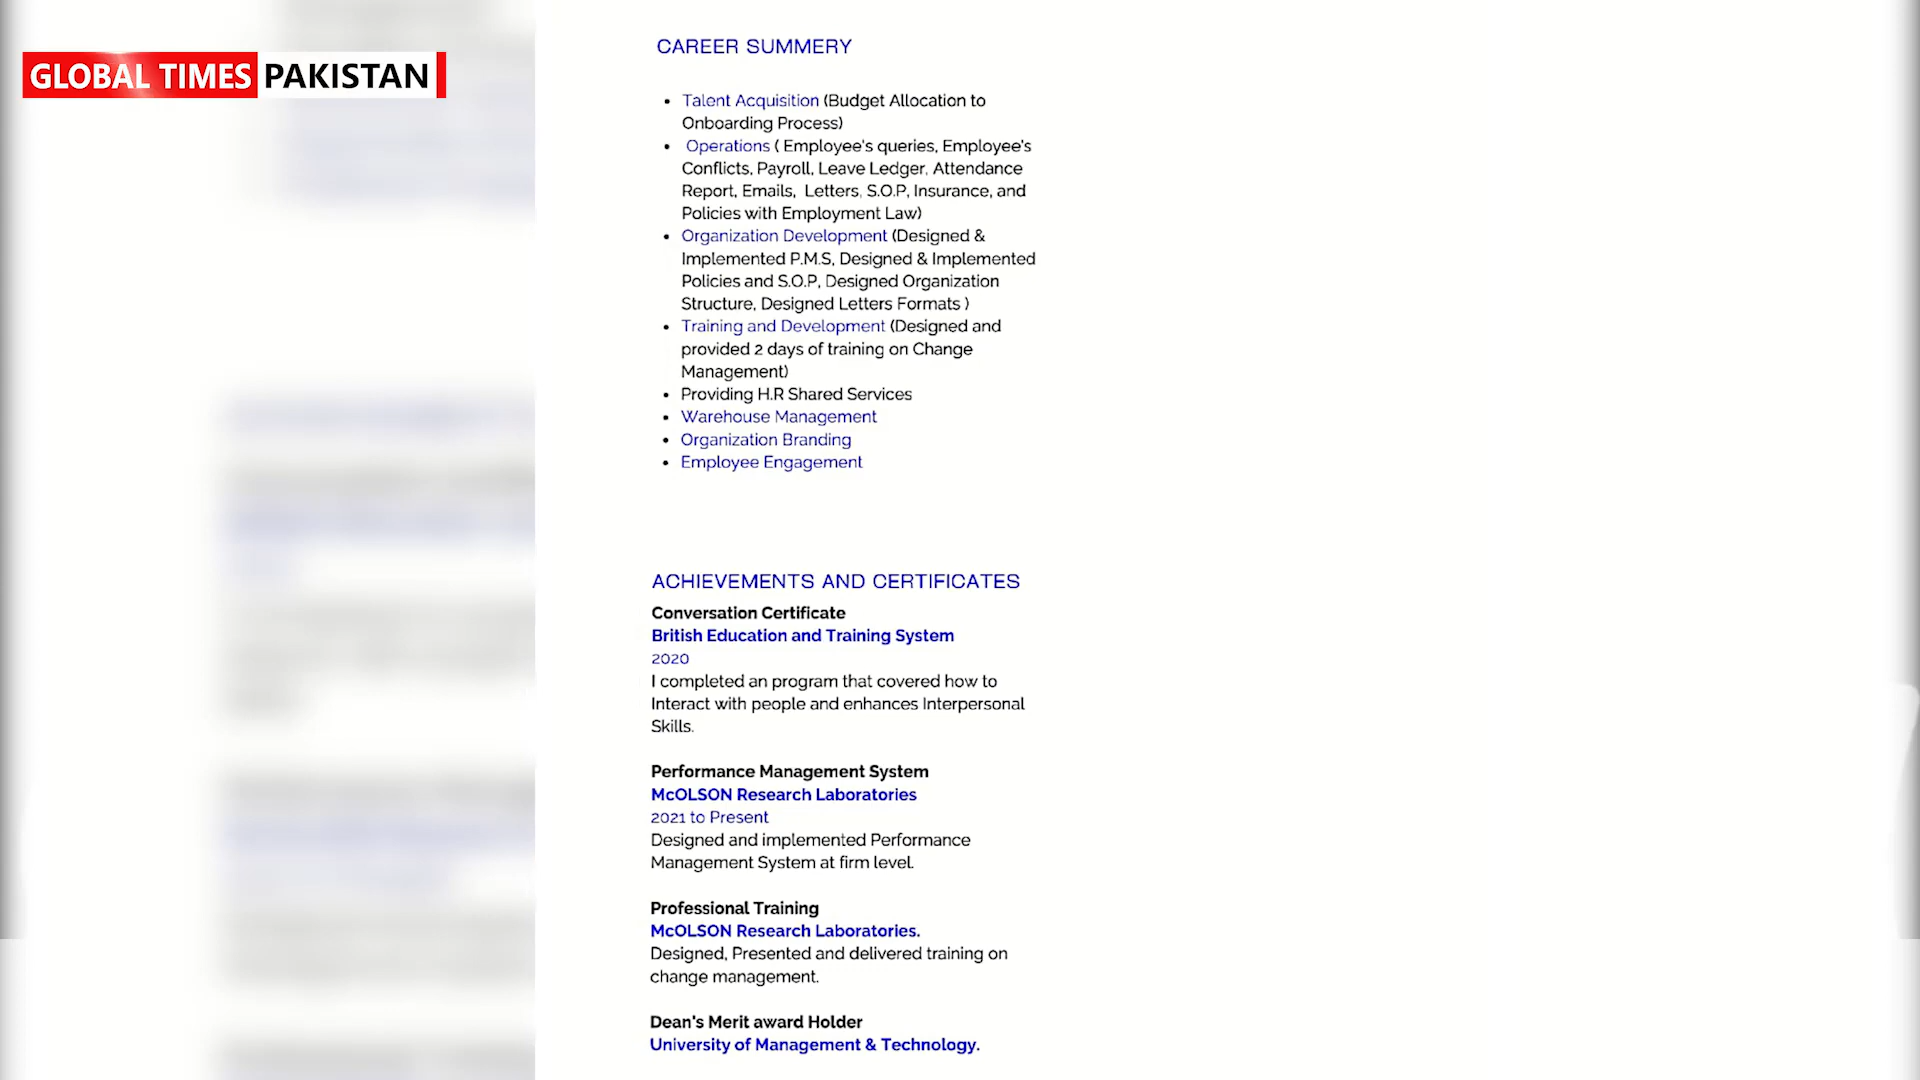 GLOBAL TIMES PAKISTAN
CAREER SUMMERY
• Talent Acquisition (Budget Allocation to
Onboarding Process)
• Operations ( Employee's queries, Employee's
Conflicts, Payroll, Leave Ledger, Attendance
Report, Emails, Letters, S.O.P, Insurance, and
Policies with Employment Law)
• Organization Development (Designed &
Implemented P.M.S, Designed & Implemented
Policies and S.O.P, Designed Organization
Structure, Designed Letters Formats )
• Training and Development (Designed and
provided 2 days of training on Change
Management)
• Providing H.R Shared Services
• Warehouse Management
• Organization Branding
• Employee Engagement
ACHIEVEMENTS AND CERTIFICATES
Conversation Certificate
British Education and Training System
2020
I completed an program that covered how to
Interact with people and enhances Interpersonal
Skills.
Performance Management System
McOLSON Research Laboratories
2021 to Present
Designed and implemented Performance
Management System at firm level.
Professional Training
McOLSON Research Laboratories.
Designed, Presented and delivered training on
change management.
Dean's Merit award Holder
University of Management & Technology.